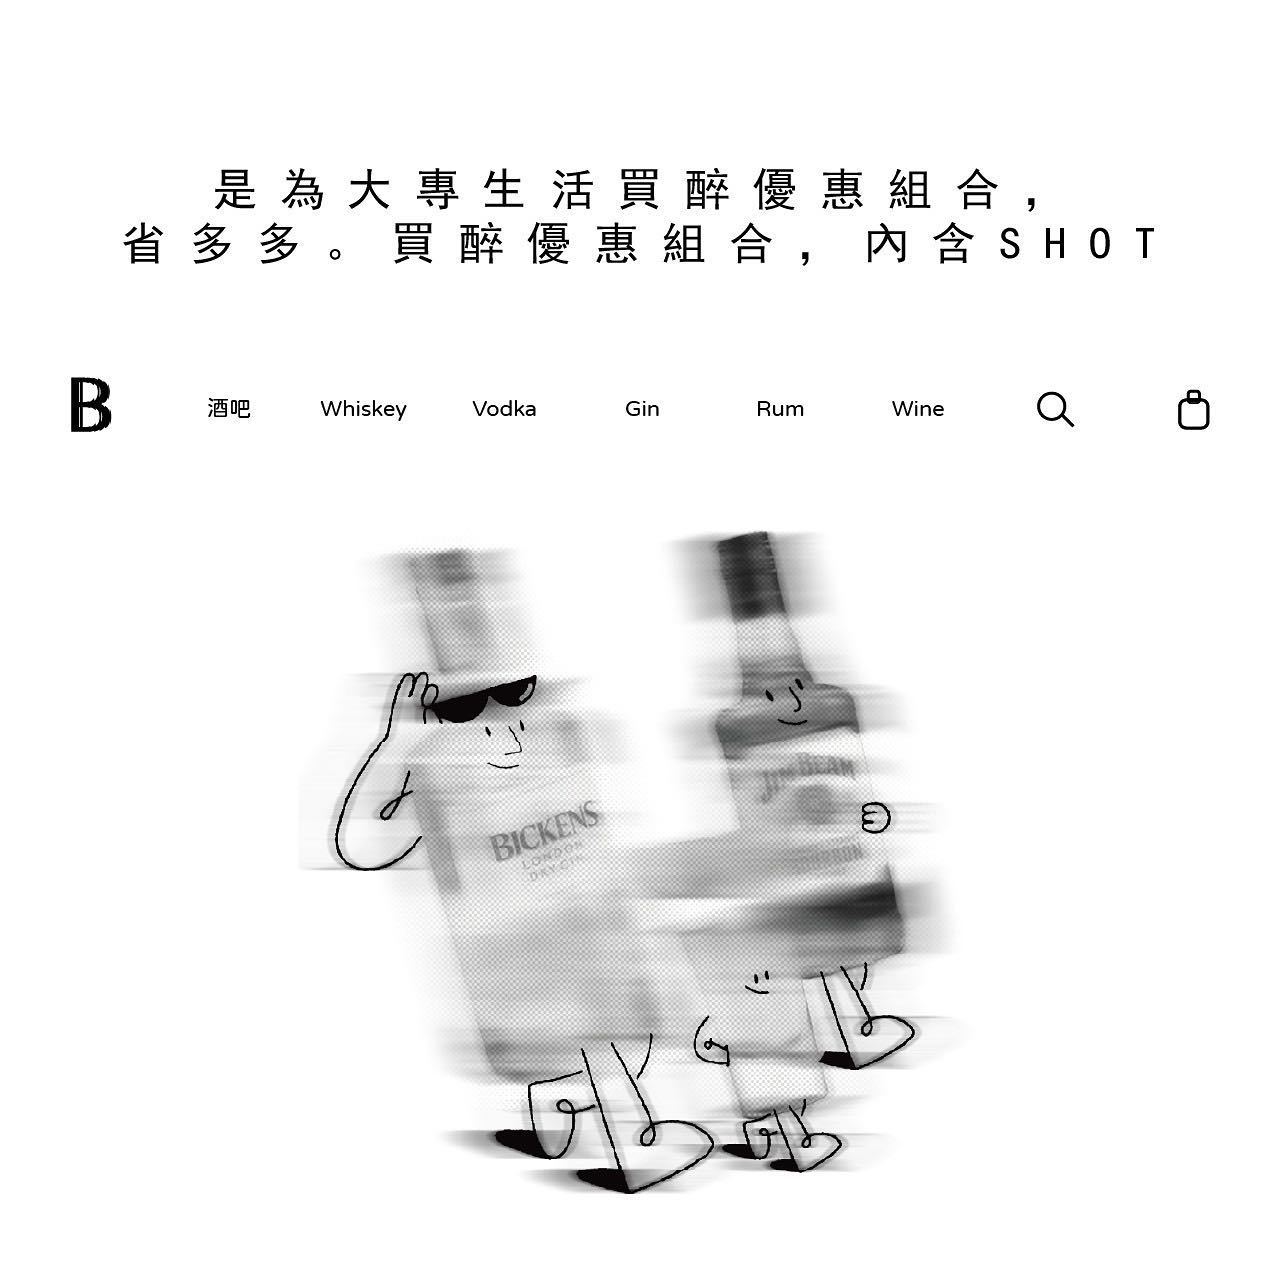 是為大專生活買醉優惠組合，
省多多。買醉優惠組合，內含SHOT
B 酒吧 Whiskey Vodka Gin Rum Wine
BICKENS
LONDON
DRY GIN
JIM BEAM
BOURBON